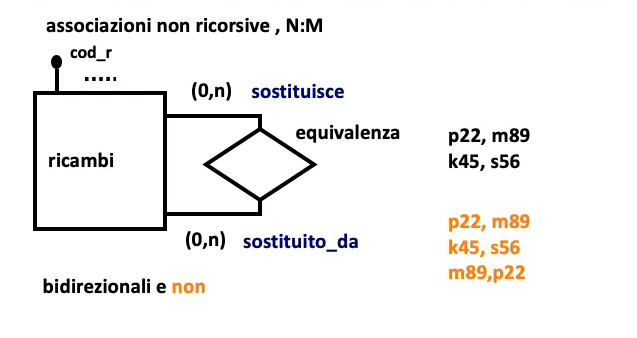 associazioni non ricorsive , N:M
cod_r
.....
(0,n) sostituisce
equivalenza
ricambi
p22, m89
k45, s56
(0,n) sostituito_da
p22, m89
k45, s56
m89,p22
bidirezionali e non